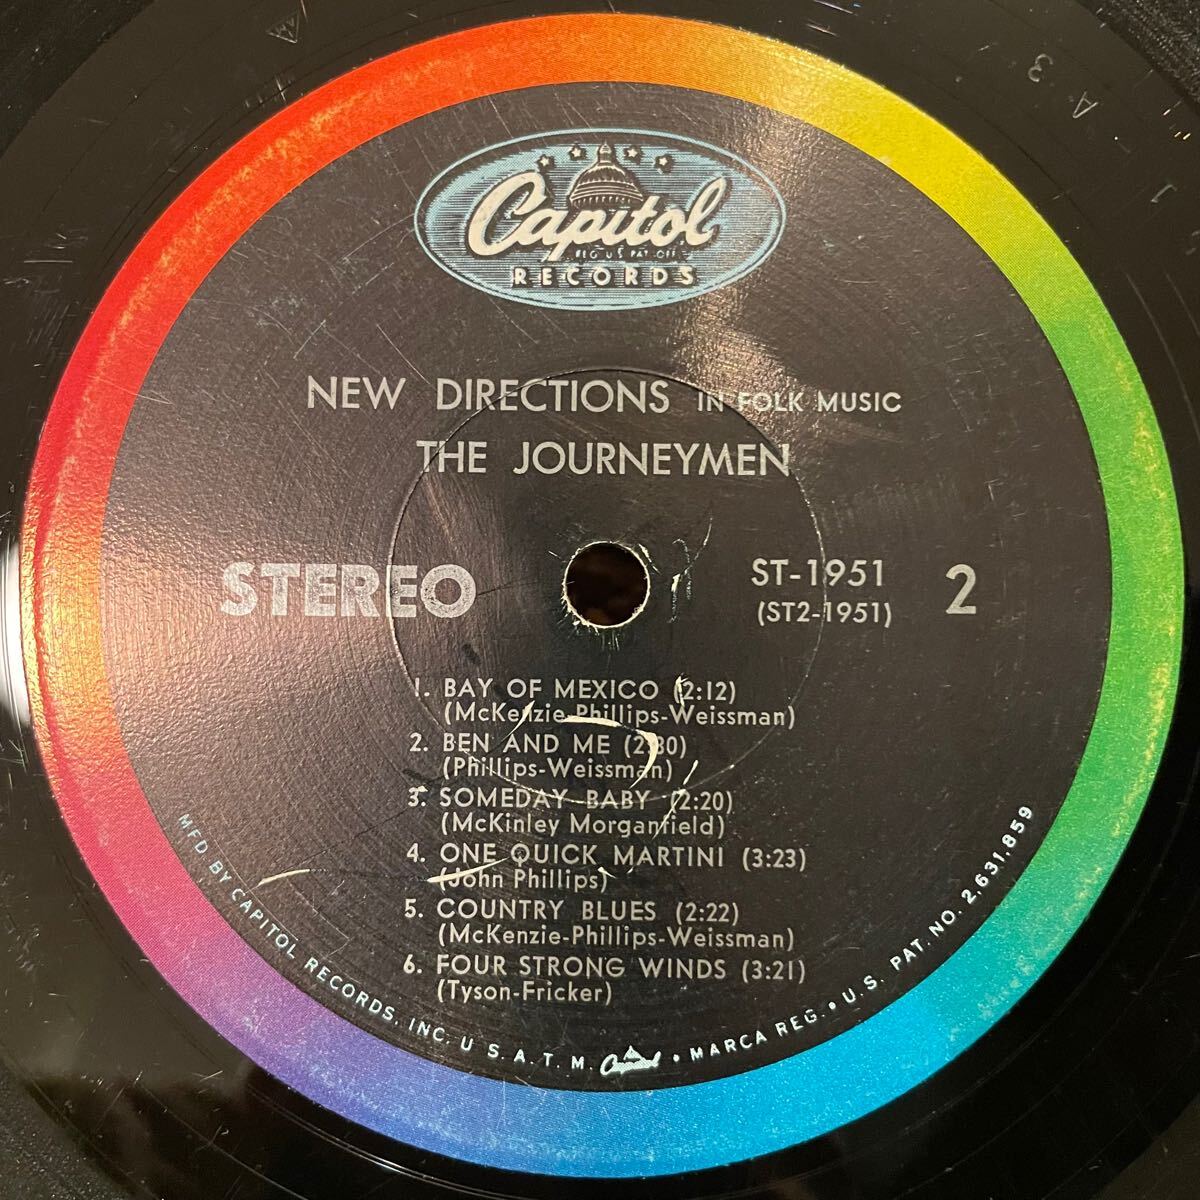 Capitol
REG. U.S. PAT. OFF.
RECORDS
NEW DIRECTIONS IN FOLK MUSIC
THE JOURNEYMEN
STEREO
ST-1951
(ST2-1951)
2
1. BAY OF MEXICO (2:12)
(McKenzie-Phillips-Weissman)
2. BEN AND ME (2:30)
(Phillips-Weissman)
3. SOMEDAY BABY (2:20)
(McKinley Morganfield)
4. ONE QUICK MARTINI (3:23)
(John Phillips)
5. COUNTRY BLUES (2:22)
(McKenzie-Phillips-Weissman)
6. FOUR STRONG WINDS (3:21)
(Tyson-Fricker)
MFD BY CAPITOL RECORDS, INC. U.S.A. T.M. Capitol • MARCA REG. • U.S. PAT. NO. 2,631,859
A 3
1